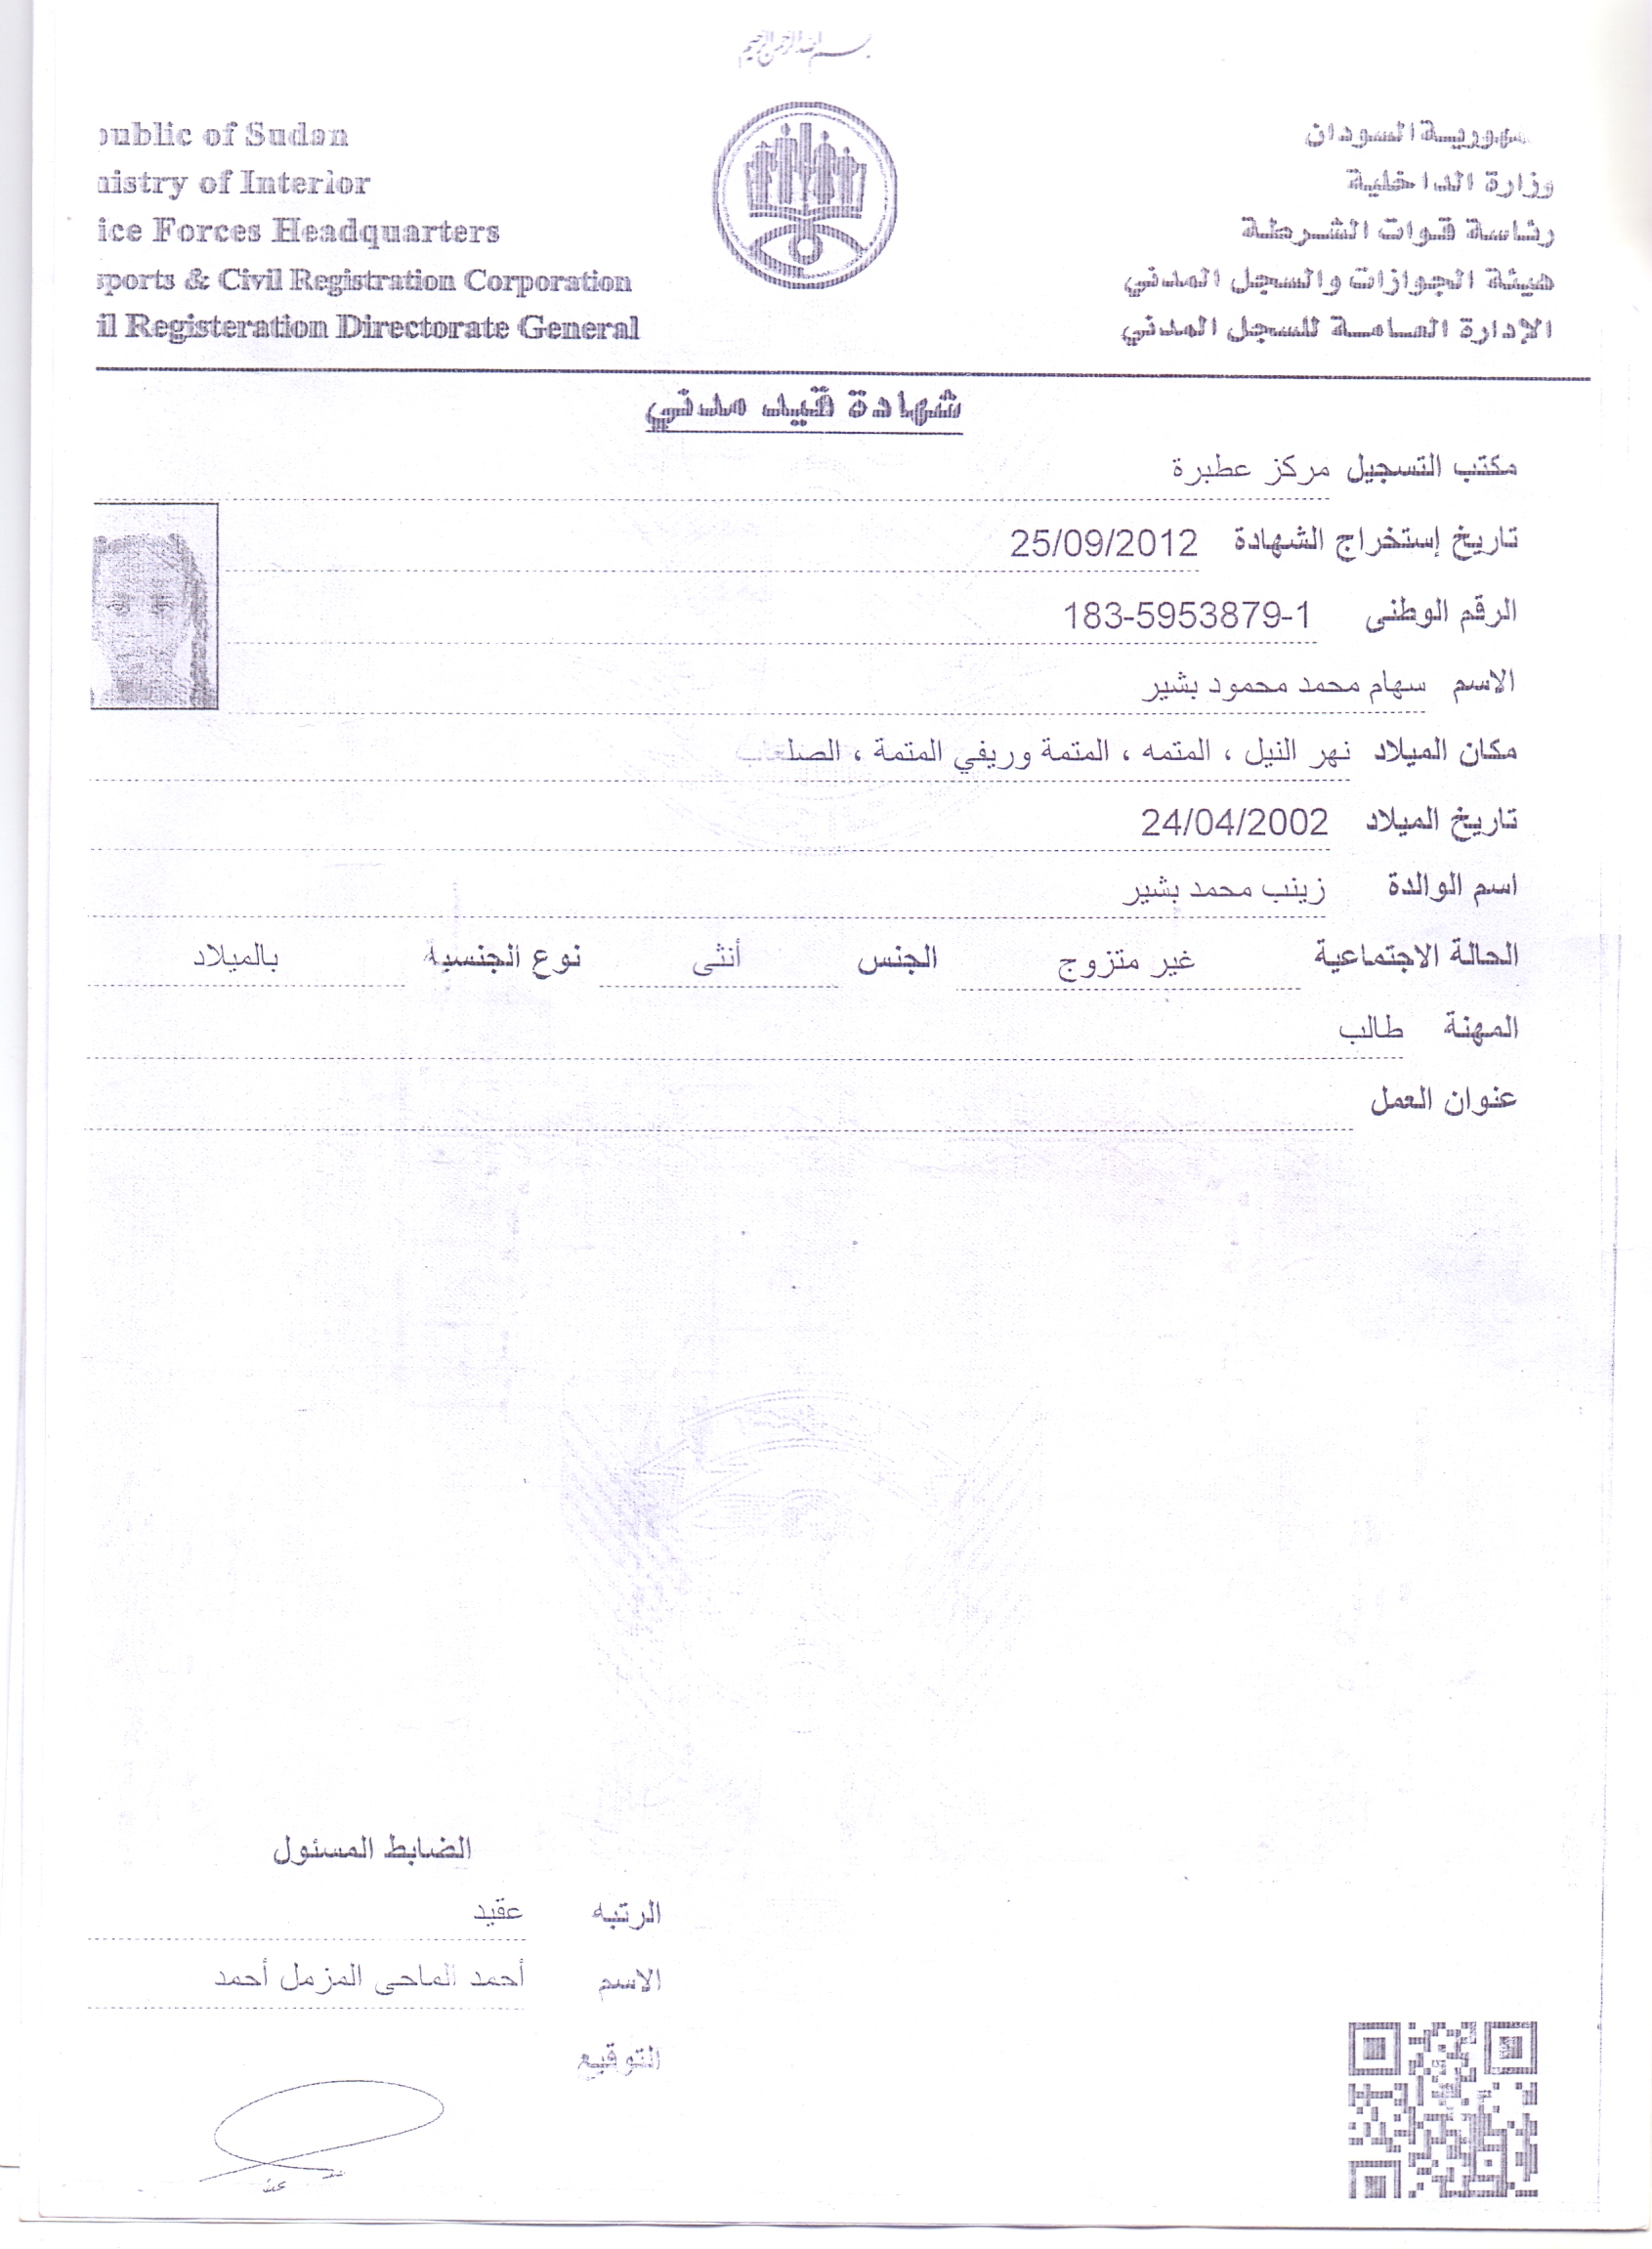 بسم الله الرحمن الرحيم
public of Sudan
nistry of Interior
ice Forces Headquarters
sports & Civil Registration Corporation
il Registeration Directorate General
جمهورية السودان
وزارة الداخلية
رئاسة قوات الشرطة
هيئة الجوازات والسجل المدني
الإدارة العامة للسجل المدني
شهادة قيد مدني
مكتب التسجيل مركز عطبرة
تاريخ إستخراج الشهادة 25/09/2012
الرقم الوطنى 183-5953879-1
الاسم سهام محمد محمود بشير
مكان الميلاد نهر النيل ، المتمه ، المتمة وريفي المتمة ، الصلعاب
تاريخ الميلاد 24/04/2002
اسم الوالدة زينب محمد بشير
الحالة الاجتماعية غير متزوج الجنس أنثى نوع الجنسية بالميلاد
المهنة طالب
عنوان العمل
الضابط المسئول
الرتبه عقيد
الاسم أحمد الماحى المزمل أحمد
التوقيع